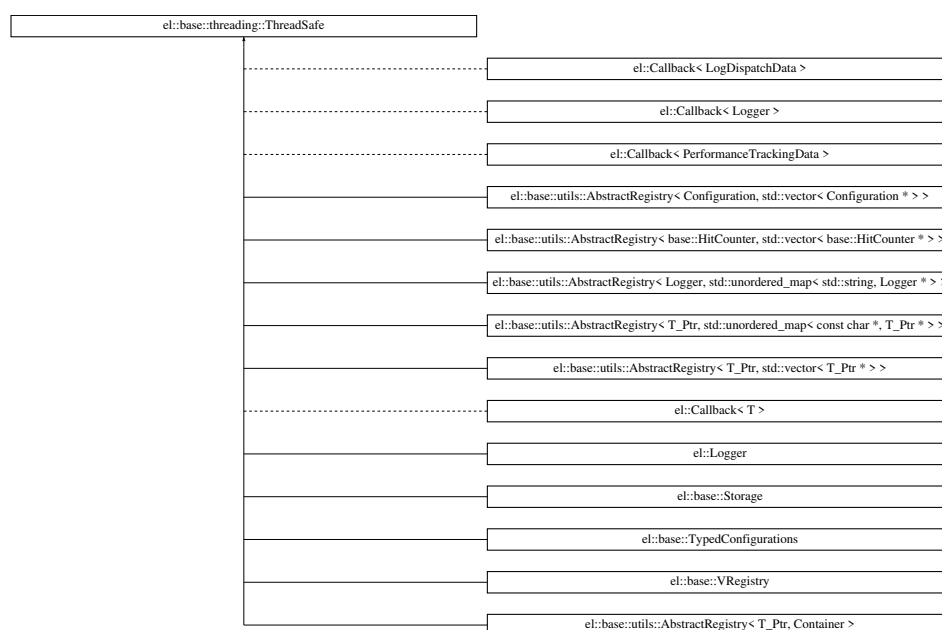 el::base::threading::ThreadSafe
el::Callback< LogDispatchData >
el::Callback< Logger >
el::Callback< PerformanceTrackingData >
el::base::utils::AbstractRegistry< Configuration, std::vector< Configuration * > >
el::base::utils::AbstractRegistry< base::HitCounter, std::vector< base::HitCounter * > >
el::base::utils::AbstractRegistry< Logger, std::unordered_map< std::string, Logger * > >
el::base::utils::AbstractRegistry< T_Ptr, std::unordered_map< const char *, T_Ptr * > >
el::base::utils::AbstractRegistry< T_Ptr, std::vector< T_Ptr * > >
el::Callback< T >
el::Logger
el::base::Storage
el::base::TypedConfigurations
el::base::VRegistry
el::base::utils::AbstractRegistry< T_Ptr, Container >